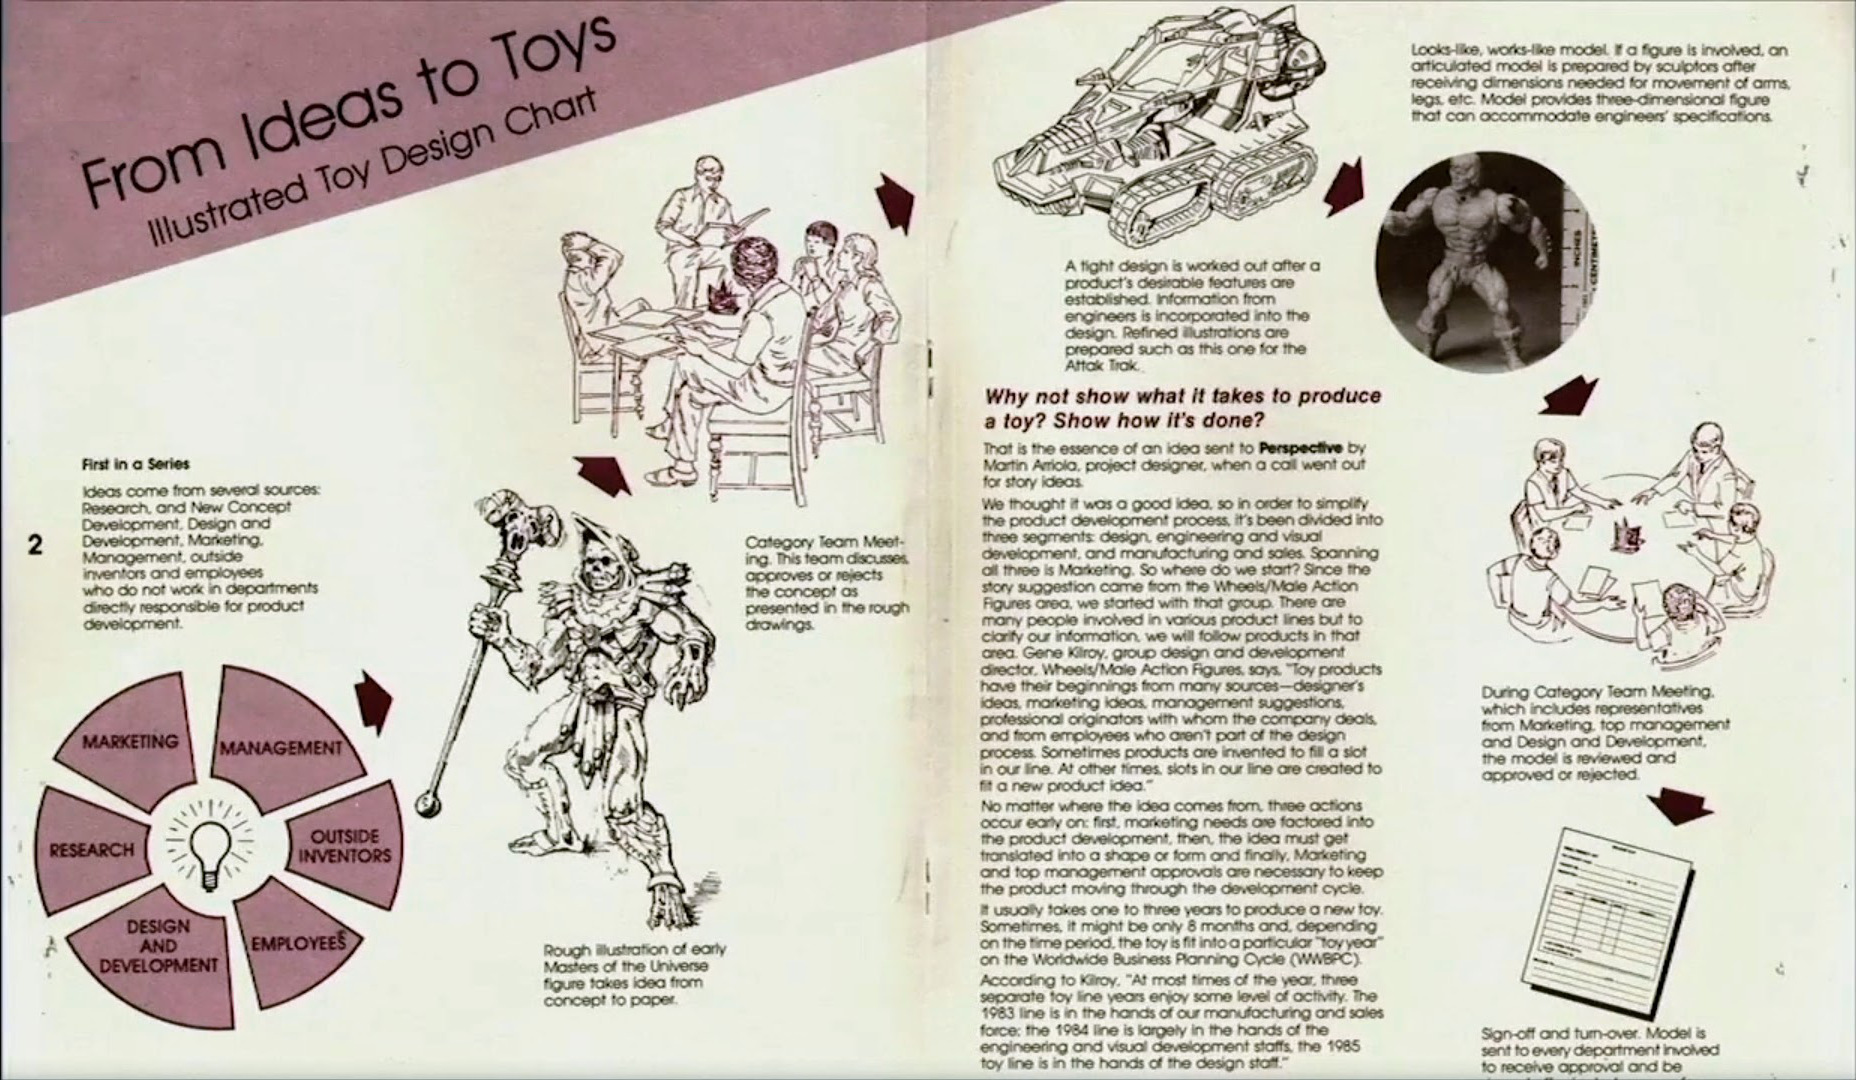 From Ideas to Toys
Illustrated Toy Design Chart
First in a Series
Ideas come from several sources:
Research, and New Concept
Development, Design and
Development, Marketing,
Management, outside
inventors and employees
who do not work in departments
directly responsible for product
development.
2
MARKETING
MANAGEMENT
RESEARCH
OUTSIDE
INVENTORS
DESIGN
AND
DEVELOPMENT
EMPLOYEES
Rough illustration of early
Masters of the Universe
figure takes idea from
concept to paper.
Category Team Meet-
ing. This team discusses,
approves or rejects
the concept as
presented in the rough
drawings.
A tight design is worked out after a
product's desirable features are
established. Information from
engineers is incorporated into the
design. Refined illustrations are
prepared such as this one for the
Attak Trak.
Why not show what it takes to produce
a toy? Show how it's done?
That is the essence of an idea sent to Perspective by
Martin Arriola, project designer, when a call went out
for story ideas.
We thought it was a good idea, so in order to simplify
the product development process, it's been divided into
three segments: design, engineering and visual
development, and manufacturing and sales. Spanning
all three is Marketing. So where do we start? Since the
story suggestion came from the Wheels/Male Action
Figures area, we started with that group. There are
many people involved in various product lines but to
clarify our information, we will follow products in that
area. Gene Kilroy, group design and development
director, Wheels/Male Action Figures, says, "Toy products
have their beginnings from many sources—designer's
ideas, marketing ideas, management suggestions,
professional originators with whom the company deals,
and from employees who aren't part of the design
process. Sometimes products are invented to fill a slot
in our line. At other times, slots in our line are created to
fit a new product idea."
No matter where the idea comes from, three actions
occur early on: first, marketing needs are factored into
the product development, then, the idea must get
translated into a shape or form and finally, Marketing
and top management approvals are necessary to keep
the product moving through the development cycle.
It usually takes one to three years to produce a new toy.
Sometimes, it might be only 8 months and, depending
on the time period, the toy is fit into a particular "toy year"
on the Worldwide Business Planning Cycle (WWBPC).
According to Kilroy, "At most times of the year, three
separate toy line years enjoy some level of activity. The
1983 line is in the hands of our manufacturing and sales
force; the 1984 line is largely in the hands of the
engineering and visual development staffs, the 1985
toy line is in the hands of the design staff."
Looks-like, works-like model. If a figure is involved, an
articulated model is prepared by sculptors after
receiving dimensions needed for movement of arms,
legs, etc. Model provides three-dimensional figure
that can accommodate engineers' specifications.
INCHES
During Category Team Meeting,
which includes representatives
from Marketing, top management
and Design and Development,
the model is reviewed and
approved or rejected.
Sign-off and turn-over. Model is
sent to every department involved
to receive approval and be